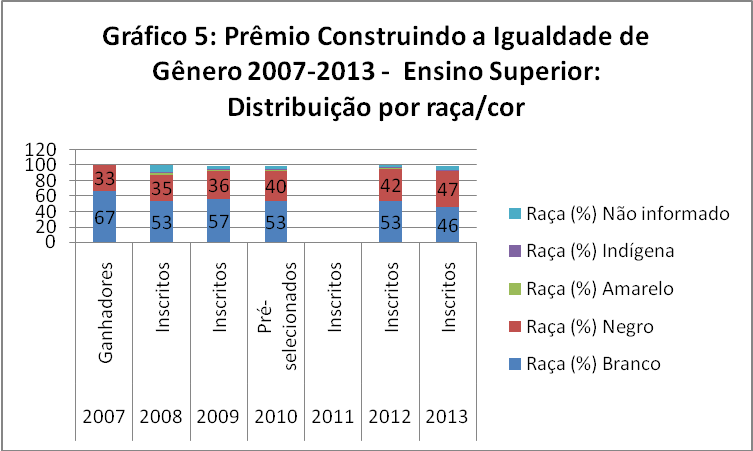 Gráfico 5: Prêmio Construindo a Igualdade de
Gênero 2007-2013 - Ensino Superior:
Distribuição por raça/cor
120
100
80
60
40
20
0
33
35
36
40
42
47
67
53
57
53
53
46
Ganhadores
Inscritos
Inscritos
Pré-
selecionados
Inscritos
Inscritos
Inscritos
2007
2008
2009
2010
2011
2012
2013
Raça (%) Não informado
Raça (%) Indígena
Raça (%) Amarelo
Raça (%) Negro
Raça (%) Branco